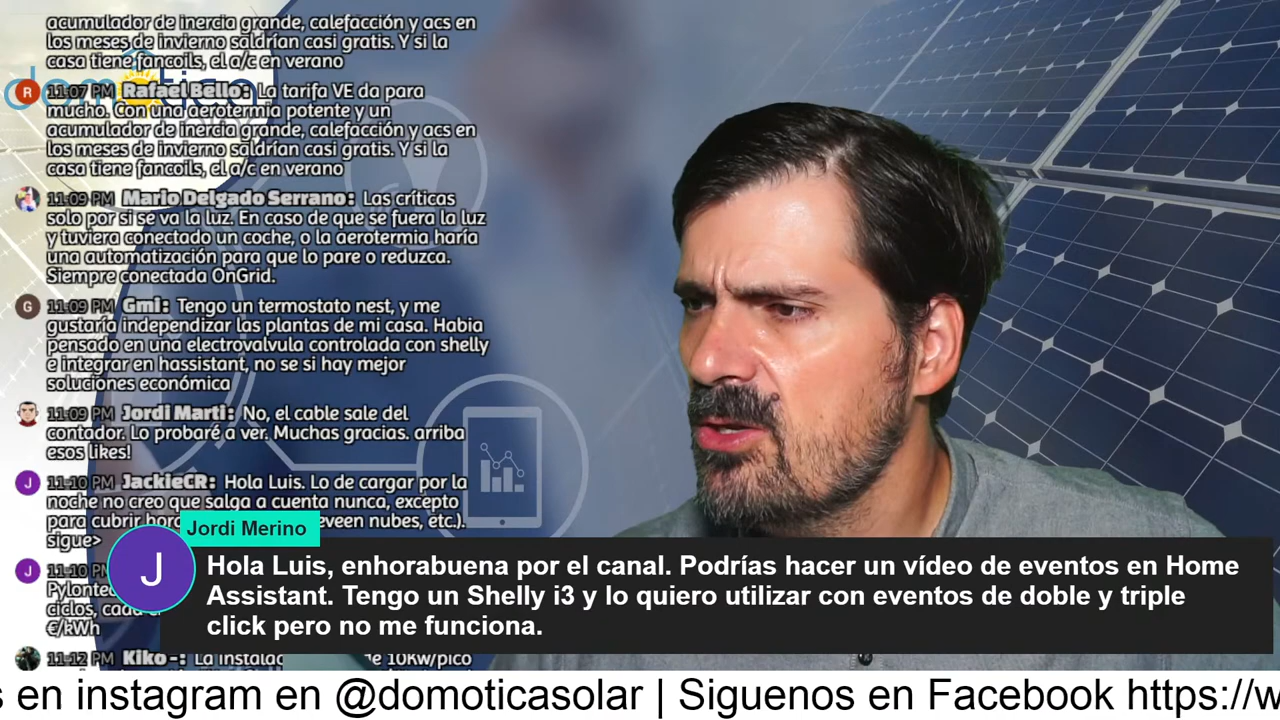 acumulador de inercia grande, calefacción y acs en
los meses de invierno saldrían casi gratis. Y si la
casa tiene fancoils, el a/c en verano
R 11:07 PM Rafael Bello: La tarifa VE da para
mucho. Con una aerotermia potente y un
acumulador de inercia grande, calefacción y acs en
los meses de invierno saldrían casi gratis. Y si la
casa tiene fancoils, el a/c en verano
11:09 PM Mario Delgado Serrano: Las críticas
solo por si se va la luz. En caso de que se fuera la luz
y tuviera conectado un coche, o la aerotermia haría
una automatización para que lo pare o reduzca.
Siempre conectada OnGrid.
G 11:09 PM Gmi: Tengo un termostato nest, y me
gustaría independizar las plantas de mi casa. Habia
pensado en una electrovalvula controlada con shelly
e integrar en hassistant, no se si hay mejor
soluciones económica
11:09 PM Jordi Marti: No, el cable sale del
contador. Lo probaré a ver. Muchas gracias. arriba
esos likes!
J 11:10 PM JackieCR: Hola Luis. Lo de cargar por la
noche no creo que salga a cuenta nunca, excepto
para cubrir nubes, etc.).
sigue>
J 11:10
€/kWh
11:12 PM Kiko-: La de 10Kw/pico
Jordi Merino
J
Hola Luis, enhorabuena por el canal. Podrías hacer un vídeo de eventos en Home
Assistant. Tengo un Shelly i3 y lo quiero utilizar con eventos de doble y triple
click pero no me funciona.
s en instagram en @domoticasolar | Siguenos en Facebook https://w